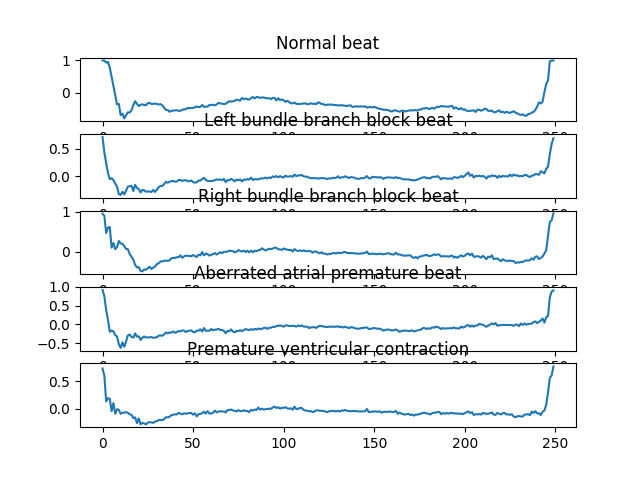 Normal beat
1
0
Left bundle branch block beat
0.5
0.0
Right bundle branch block beat
1
0
Aberrated atrial premature beat
1.0
0.5
0.0
−0.5
Premature ventricular contraction
0.5
0.0
0 50 100 150 200 250